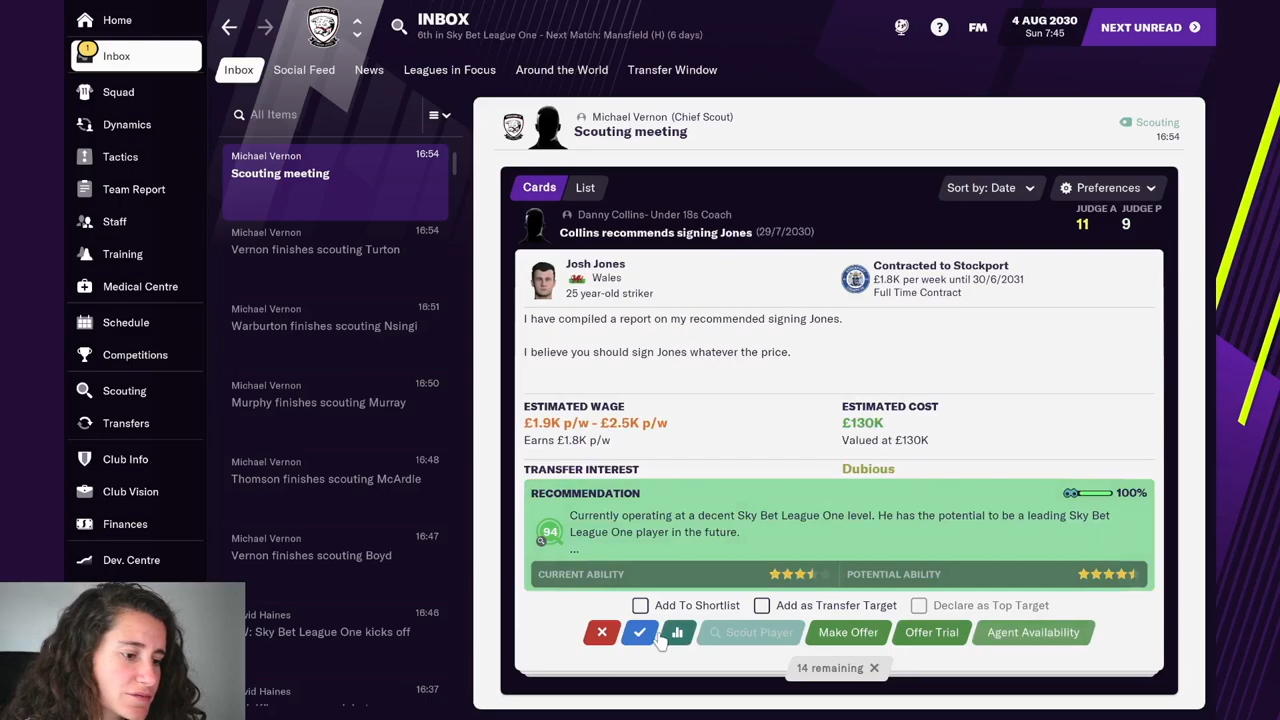 Home
1
Inbox
Squad
Dynamics
Tactics
Team Report
Staff
Training
Medical Centre
Schedule
Competitions
Scouting
Transfers
Club Info
Club Vision
Finances
Dev. Centre
INBOX
6th in Sky Bet League One - Next Match: Mansfield (H) (6 days)
?
FM
4 AUG 2030
Sun 7:45
NEXT UNREAD
Inbox
Social Feed
News
Leagues in Focus
Around the World
Transfer Window
All Items
Michael Vernon 16:54
Scouting meeting
Michael Vernon 16:54
Vernon finishes scouting Turton
Michael Vernon 16:51
Warburton finishes scouting Nsingi
Michael Vernon 16:50
Murphy finishes scouting Murray
Michael Vernon 16:48
Thomson finishes scouting McArdle
Michael Vernon 16:47
Vernon finishes scouting Boyd
David Haines 16:46
W: Sky Bet League One kicks off
avid Haines 16:37
Michael Vernon (Chief Scout)
Scouting meeting
Scouting
16:54
Cards
List
Sort by: Date
Preferences
Danny Collins- Under 18s Coach
Collins recommends signing Jones (29/7/2030)
JUDGE A JUDGE P
11 9
Josh Jones
Wales
25 year-old striker
Contracted to Stockport
£1.8K per week until 30/6/2031
Full Time Contract
I have compiled a report on my recommended signing Jones.
I believe you should sign Jones whatever the price.
ESTIMATED WAGE
£1.9K p/w - £2.5K p/w
Earns £1.8K p/w
ESTIMATED COST
£130K
Valued at £130K
TRANSFER INTEREST
Dubious
RECOMMENDATION
100%
94
Currently operating at a decent Sky Bet League One level. He has the potential to be a leading Sky Bet
League One player in the future.
...
CURRENT ABILITY
POTENTIAL ABILITY
Add To Shortlist
Add as Transfer Target
Declare as Top Target
Scout Player
Make Offer
Offer Trial
Agent Availability
14 remaining